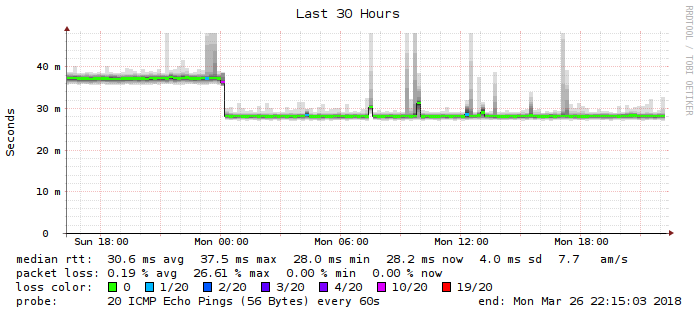 Last 30 Hours
RRDTOOL / TOBI OETIKER
Seconds
40 m
30 m
20 m
10 m
0
Sun 18:00 Mon 00:00 Mon 06:00 Mon 12:00 Mon 18:00
median rtt: 30.6 ms avg 37.5 ms max 28.0 ms min 28.2 ms now 4.0 ms sd 7.7 am/s
packet loss: 0.19 % avg 26.61 % max 0.00 % min 0.00 % now
loss color: 0 1/20 2/20 3/20 4/20 10/20 19/20
probe: 20 ICMP Echo Pings (56 Bytes) every 60s end: Mon Mar 26 22:15:03 2018